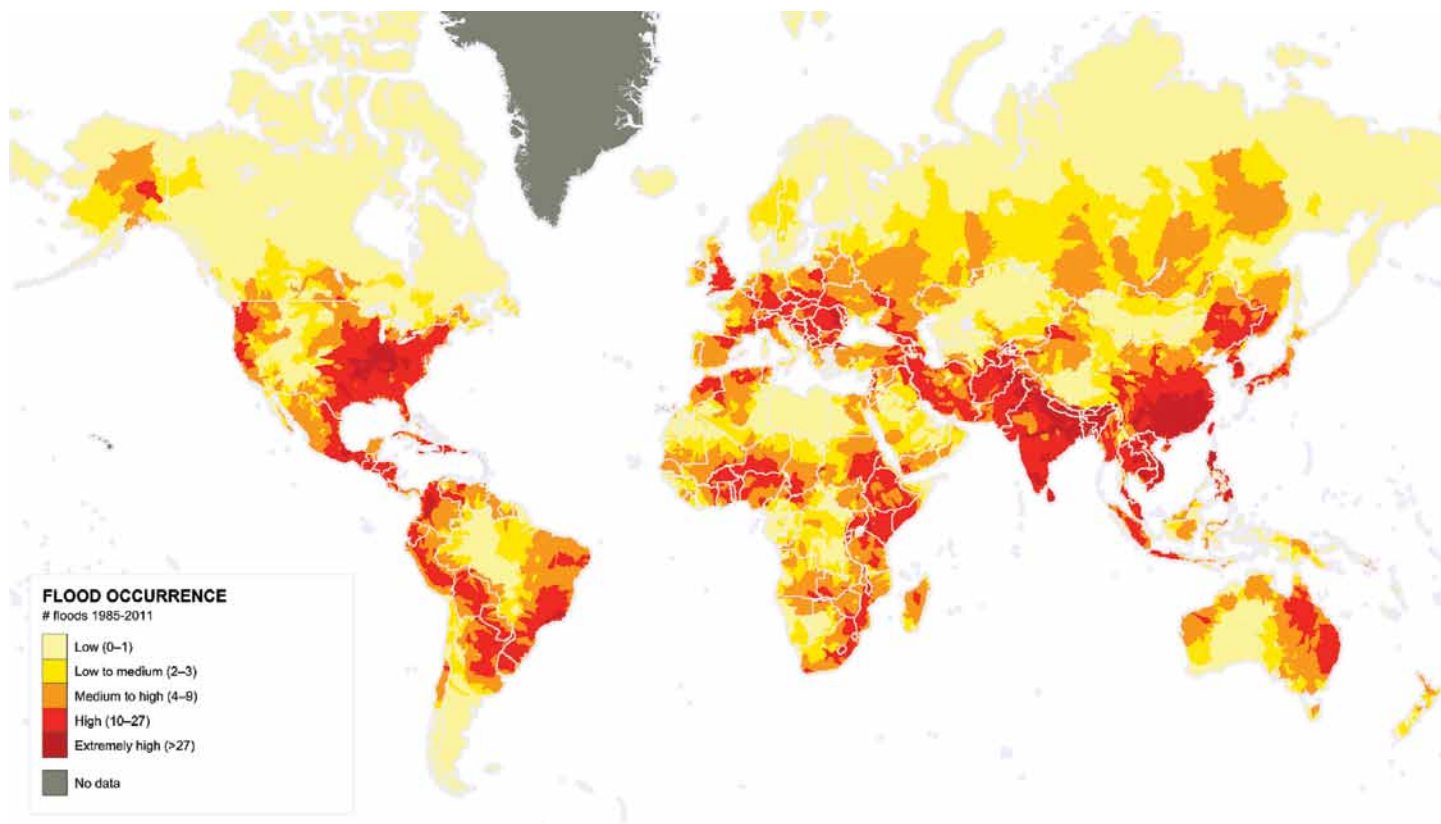 FLOOD OCCURRENCE
# floods 1985-2011
Low (0–1)
Low to medium (2–3)
Medium to high (4–9)
High (10–27)
Extremely high (>27)
No data